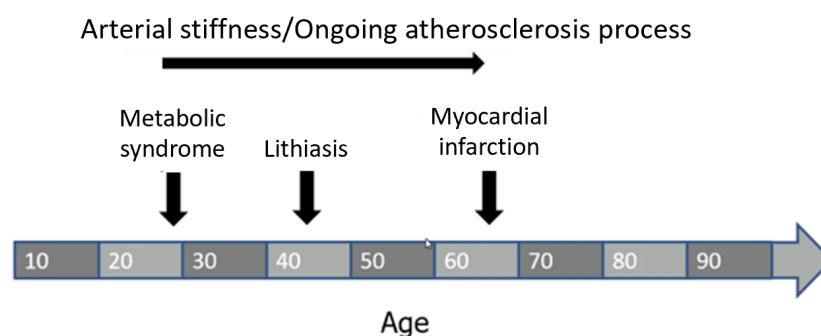 Arterial stiffness/Ongoing atherosclerosis process
Metabolic
syndrome
Lithiasis
Myocardial
infarction
10 20 30 40 50 60 70 80 90
Age